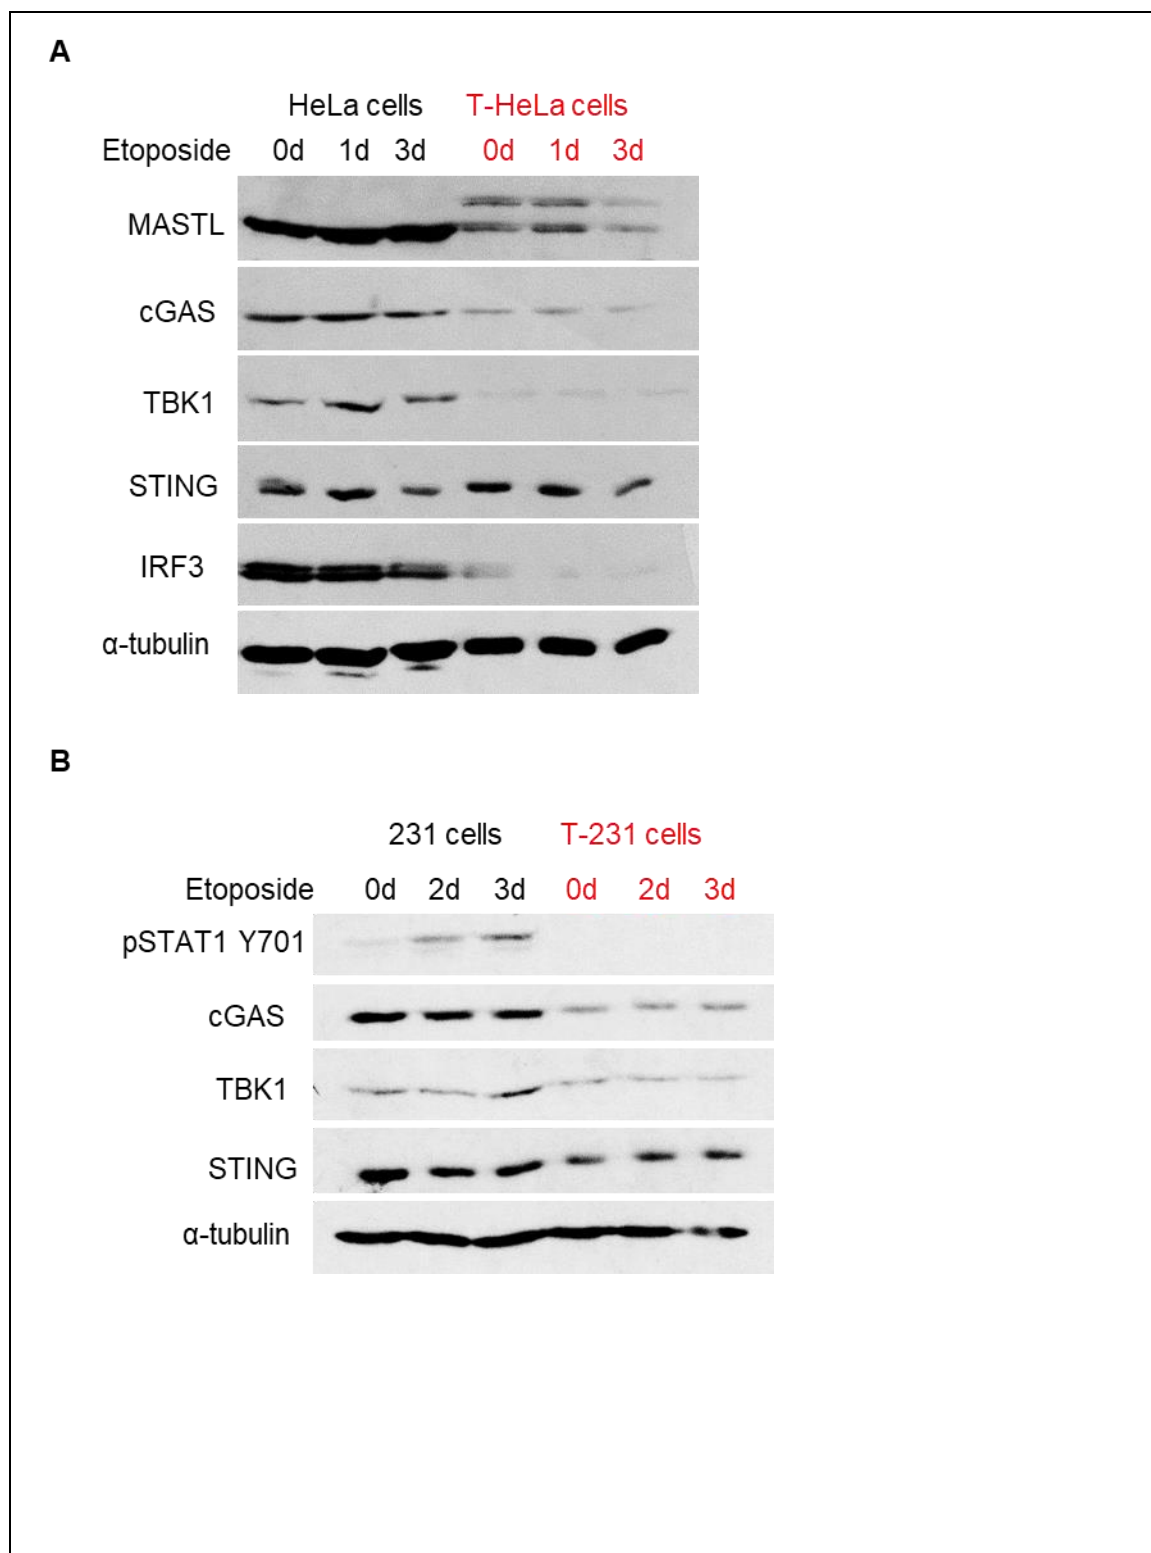 A
HeLa cells T-HeLa cells
Etoposide 0d 1d 3d 0d 1d 3d
MASTL
cGAS
TBK1
STING
IRF3
α-tubulin
B
231 cells T-231 cells
Etoposide 0d 2d 3d 0d 2d 3d
pSTAT1 Y701
cGAS
TBK1
STING
α-tubulin